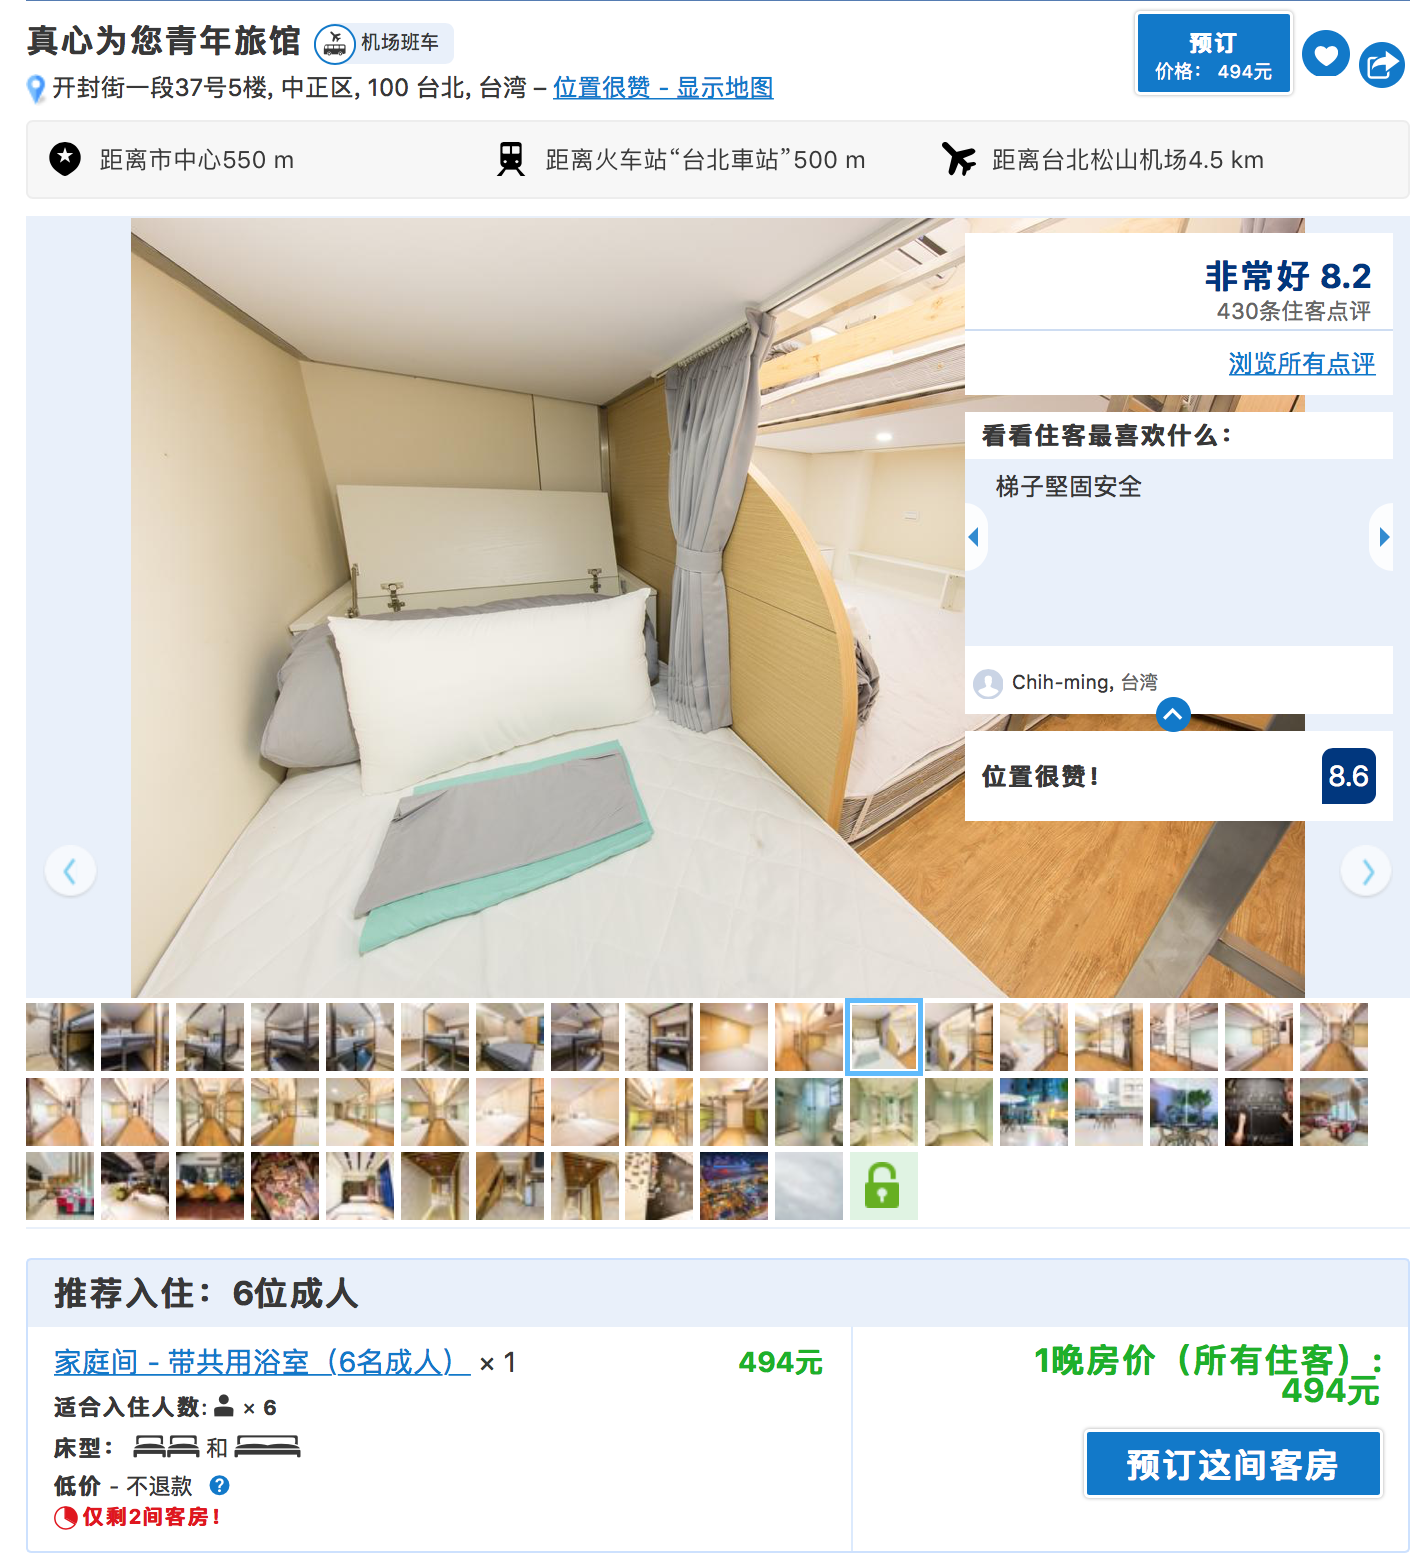 真心为您青年旅馆
机场班车
预订
价格： 494元
开封街一段37号5楼, 中正区, 100 台北, 台湾 – 位置很赞 - 显示地图
距离市中心550 m
距离火车站“台北車站”500 m
距离台北松山机场4.5 km
非常好 8.2
430条住客点评
浏览所有点评
看看住客最喜欢什么：
梯子堅固安全
Chih-ming, 台湾
位置很赞！
8.6
推荐入住：6位成人
家庭间 - 带共用浴室（6名成人） × 1
494元
1晚房价（所有住客）:
494元
适合入住人数: × 6
床型： 和
低价 - 不退款 ?
仅剩2间客房！
预订这间客房